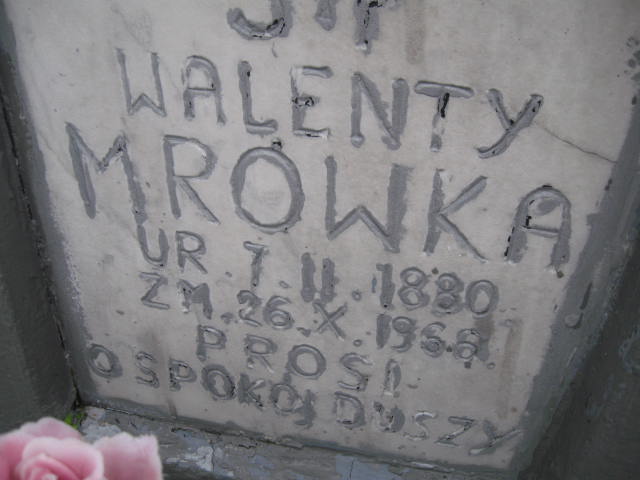 WALENTY
MRÓWKA
UR. 7. II. 1880
ZM. 26. X. 1968
PROSI
O SPOKÓJ DUSZY